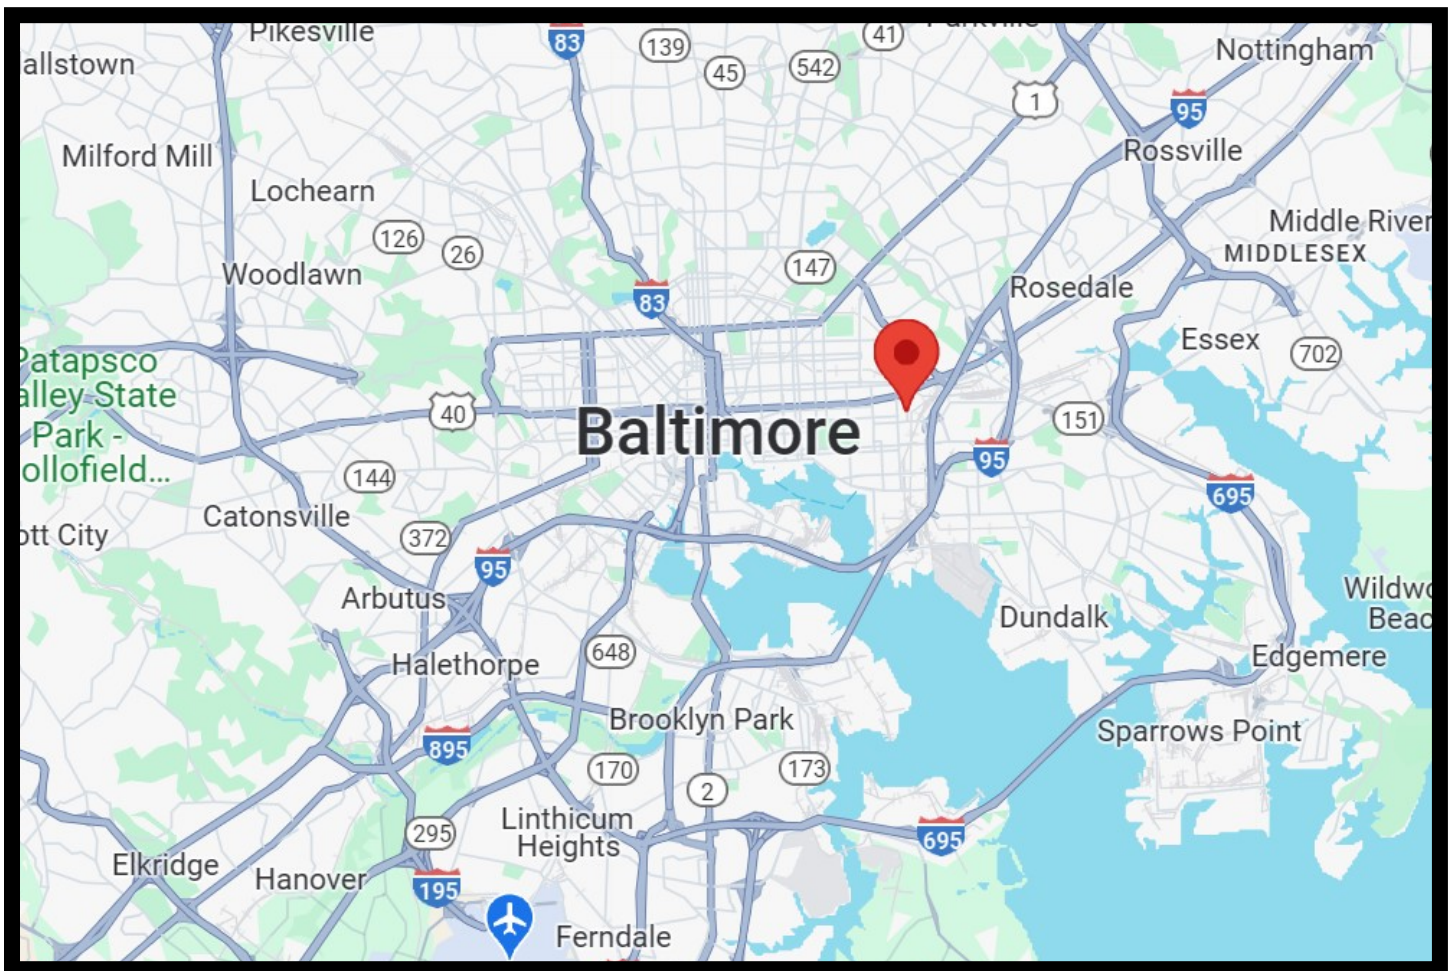 Pikesville
83
139
45
542
41
Parkville
1
Nottingham
95
allstown
Milford Mill
Rossville
Lochearn
126
26
147
Middle River
MIDDLESEX
Woodlawn
83
Rosedale
Essex
702
Patapsco
alley State
Park -
ollofield...
40
Baltimore
151
95
695
144
Catonsville
372
ott City
95
Arbutus
Dundalk
Wildwo
Beac
648
Halethorpe
Edgemere
Brooklyn Park
Sparrows Point
895
170
2
173
295
Linthicum
Heights
695
Elkridge
Hanover
195
Ferndale